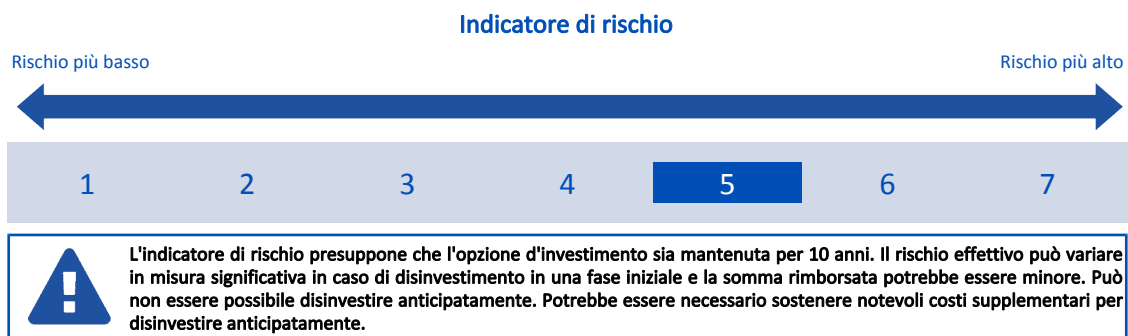 Indicatore di rischio
Rischio più basso
Rischio più alto
1 2 3 4 5 6 7
L'indicatore di rischio presuppone che l'opzione d'investimento sia mantenuta per 10 anni. Il rischio effettivo può variare
in misura significativa in caso di disinvestimento in una fase iniziale e la somma rimborsata potrebbe essere minore. Può
non essere possibile disinvestire anticipatamente. Potrebbe essere necessario sostenere notevoli costi supplementari per
disinvestire anticipatamente.